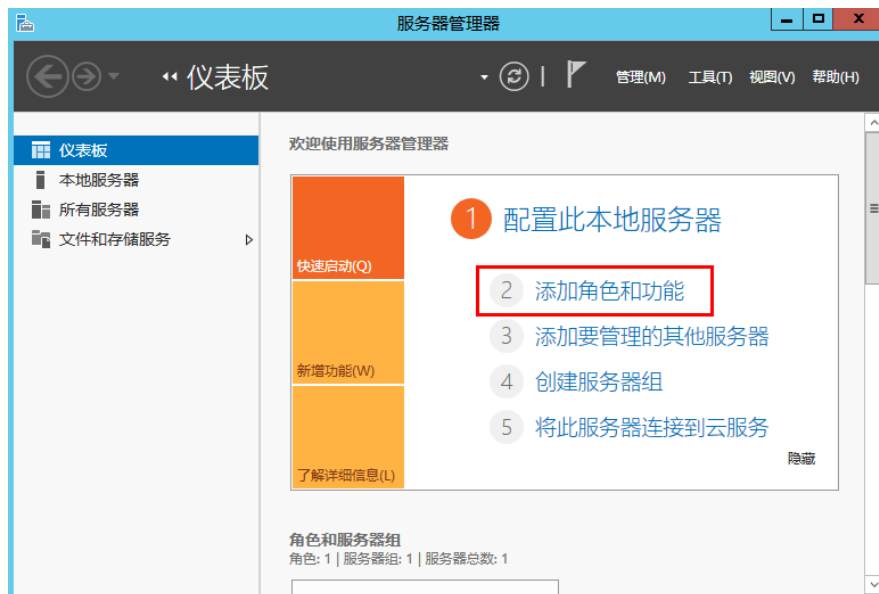 服务器管理器
仪表板
管理(M) 工具(T) 视图(V) 帮助(H)
仪表板
本地服务器
所有服务器
文件和存储服务
欢迎使用服务器管理器
快速启动(Q)
新增功能(W)
了解详细信息(L)
1 配置此本地服务器
2 添加角色和功能
3 添加要管理的其他服务器
4 创建服务器组
5 将此服务器连接到云服务
隐藏
角色和服务器组
角色: 1 | 服务器组: 1 | 服务器总数: 1